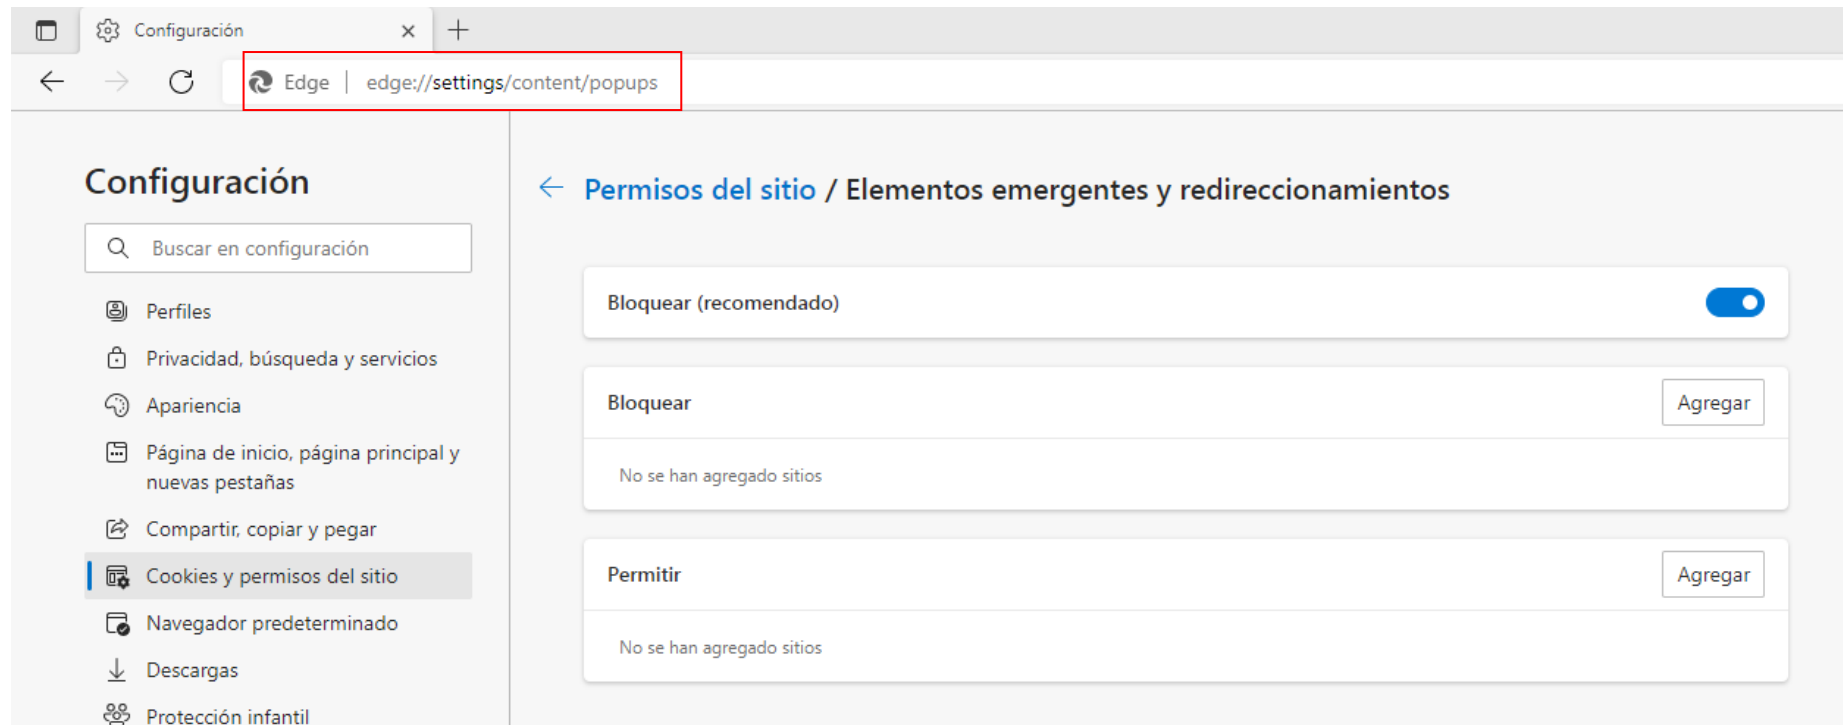 Configuración
Edge | edge://settings/content/popups
Configuración
Buscar en configuración
Perfiles
Privacidad, búsqueda y servicios
Apariencia
Página de inicio, página principal y
nuevas pestañas
Compartir, copiar y pegar
Cookies y permisos del sitio
Navegador predeterminado
Descargas
Protección infantil
Permisos del sitio / Elementos emergentes y redireccionamientos
Bloquear (recomendado)
Bloquear
Agregar
No se han agregado sitios
Permitir
Agregar
No se han agregado sitios